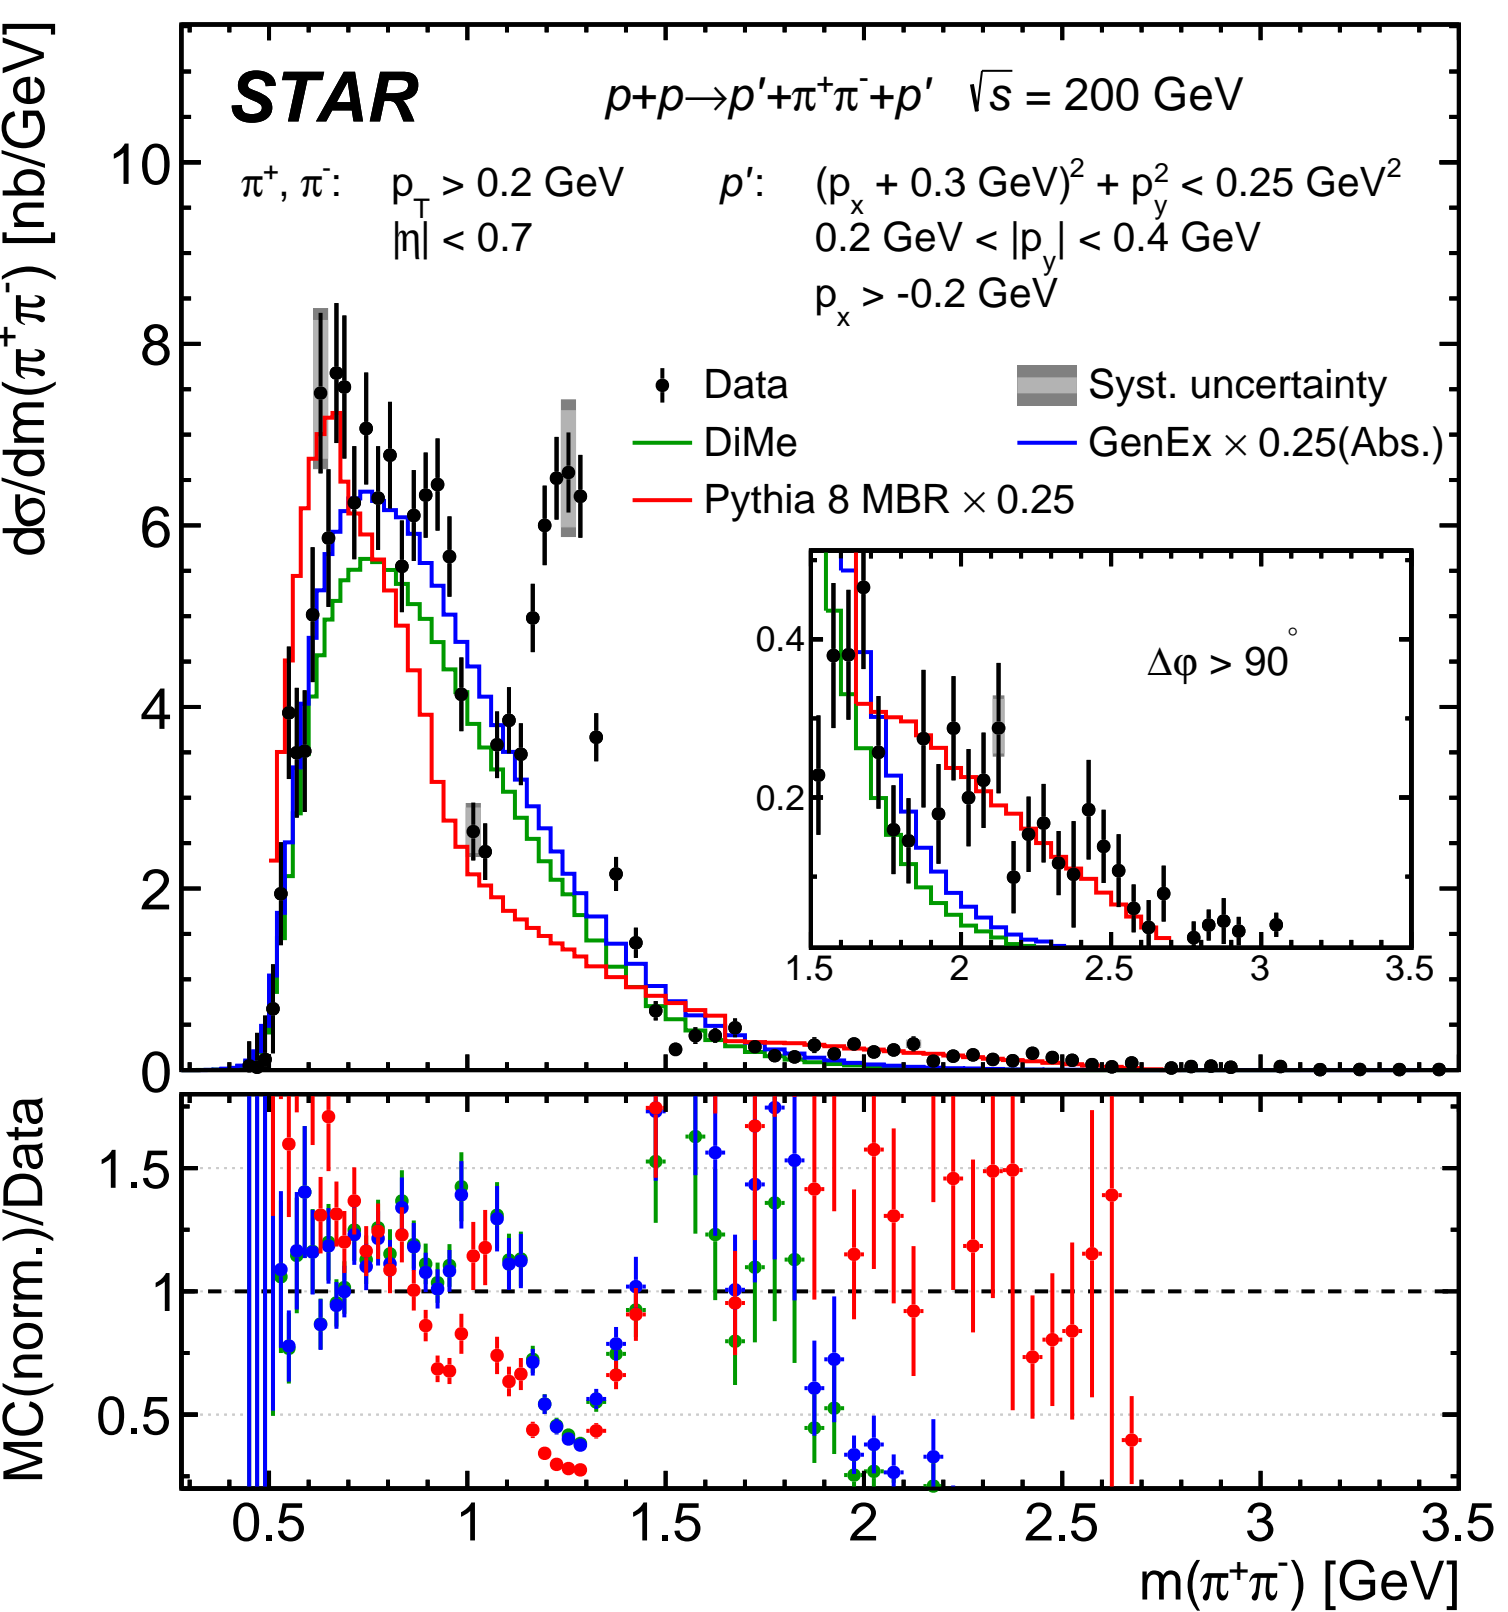 STAR
p+p→p′+π⁺π⁻+p′ √s = 200 GeV
π⁺, π⁻: p_T > 0.2 GeV
|η| < 0.7
p′: (p_x + 0.3 GeV)² + p_y² < 0.25 GeV²
0.2 GeV < |p_y| < 0.4 GeV
p_x > -0.2 GeV
Data
Syst. uncertainty
DiMe
GenEx × 0.25(Abs.)
Pythia 8 MBR × 0.25
dσ/dm(π⁺π⁻) [nb/GeV]
10
8
6
4
2
0
Δφ > 90°
0.4
0.2
1.5 2 2.5 3 3.5
MC(norm.)/Data
1.5
1
0.5
0.5 1 1.5 2 2.5 3 3.5
m(π⁺π⁻) [GeV]